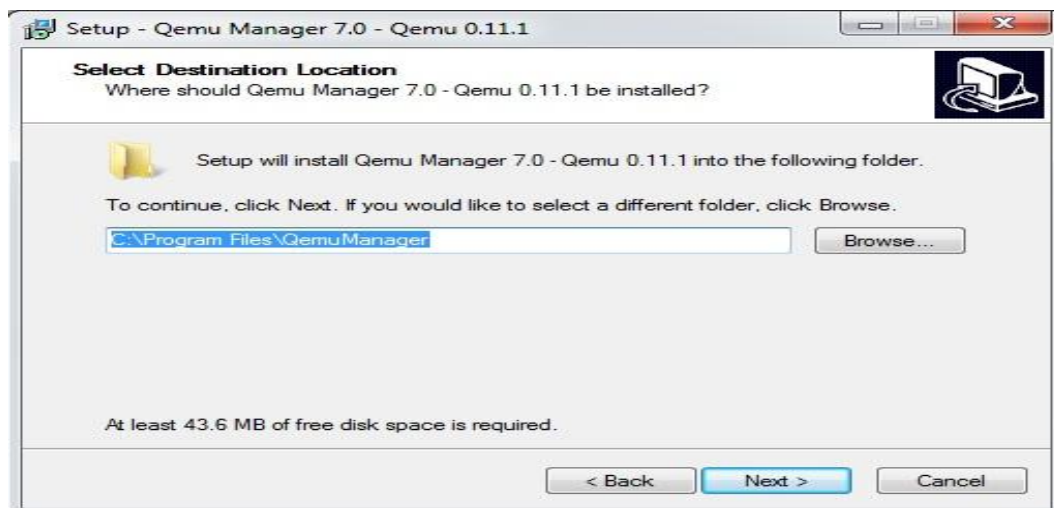 Setup - Qemu Manager 7.0 - Qemu 0.11.1
Select Destination Location
Where should Qemu Manager 7.0 - Qemu 0.11.1 be installed?
Setup will install Qemu Manager 7.0 - Qemu 0.11.1 into the following folder.
To continue, click Next. If you would like to select a different folder, click Browse.
C:\Program Files\QemuManager
Browse...
At least 43.6 MB of free disk space is required.
< Back
Next >
Cancel